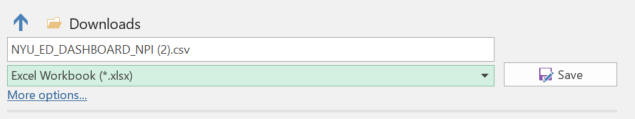 Downloads
NYU_ED_DASHBOARD_NPI (2).csv
Excel Workbook (*.xlsx)
Save
More options...